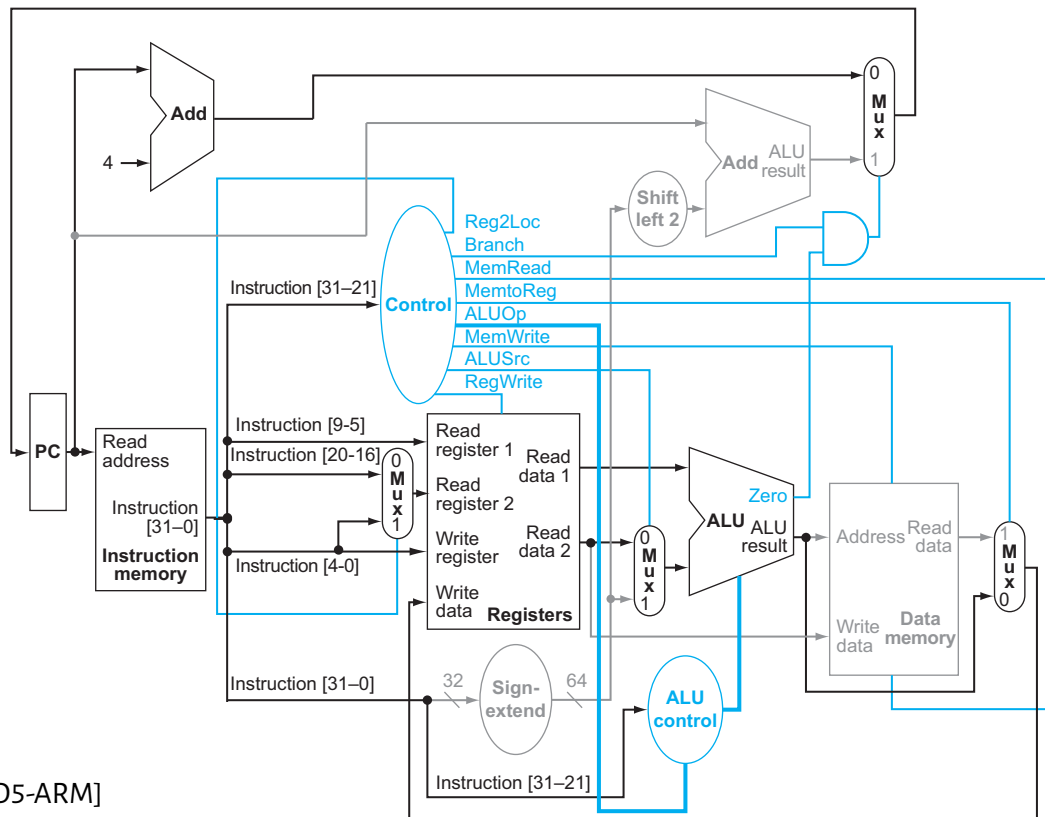 0
M
u
x
1
Add
4
Add
ALU
result
Shift
left 2
Reg2Loc
Branch
MemRead
MemtoReg
ALUOp
MemWrite
ALUSrc
RegWrite
Instruction [31–21]
Control
PC
Read
address
Instruction
[31–0]
Instruction
memory
Instruction [9-5]
Instruction [20-16]
Instruction [4-0]
0
M
u
x
1
Read
register 1
Read
register 2
Write
register
Write
data
Read
data 1
Read
data 2
Registers
0
M
u
x
1
Zero
ALU
ALU
result
Address
Read
data
Write
data
Data
memory
1
M
u
x
0
Instruction [31–0]
32
Sign-
extend
64
ALU
control
Instruction [31–21]
D5-ARM]